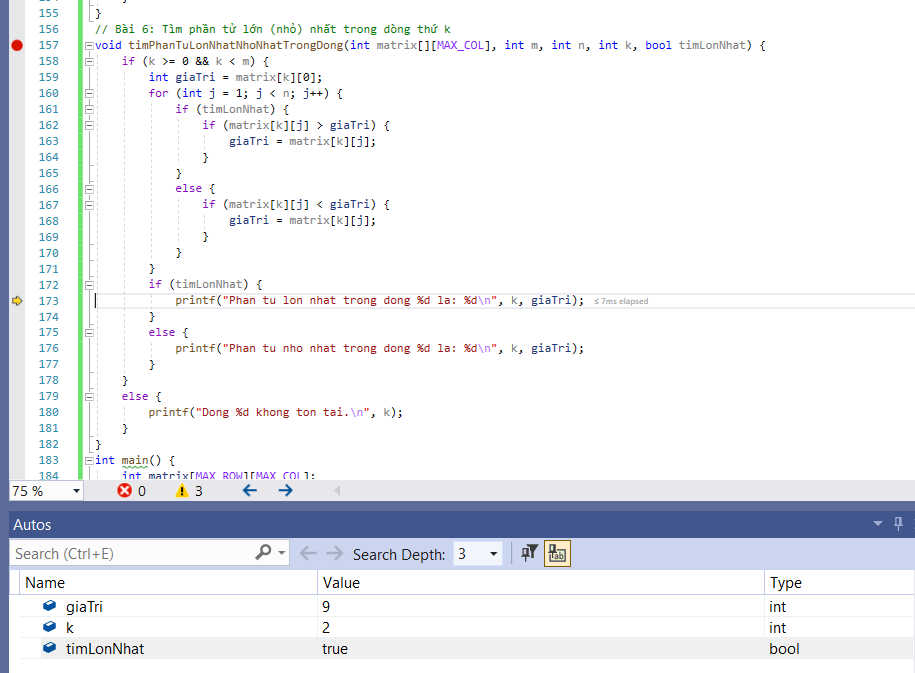 155 }
156 // Bài 6: Tìm phần tử lớn (nhỏ) nhất trong dòng thứ k
157 void timPhanTuLonNhatNhoNhatTrongDong(int matrix[][MAX_COL], int m, int n, int k, bool timLonNhat) {
158 if (k >= 0 && k < m) {
159 int giaTri = matrix[k][0];
160 for (int j = 1; j < n; j++) {
161 if (timLonNhat) {
162 if (matrix[k][j] > giaTri) {
163 giaTri = matrix[k][j];
164 }
165 }
166 else {
167 if (matrix[k][j] < giaTri) {
168 giaTri = matrix[k][j];
169 }
170 }
171 }
172 if (timLonNhat) {
173 printf("Phan tu lon nhat trong dong %d la: %d\n", k, giaTri); ≤ 7ms elapsed
174 }
175 else {
176 printf("Phan tu nho nhat trong dong %d la: %d\n", k, giaTri);
177 }
178 }
179 else {
180 printf("Dong %d khong ton tai.\n", k);
181 }
182 }
183 int main() {
184 int matrix[MAX_ROW][MAX_COL];
75 % 0 3
Autos
Search (Ctrl+E) Search Depth: 3
Name Value Type
giaTri 9 int
k 2 int
timLonNhat true bool